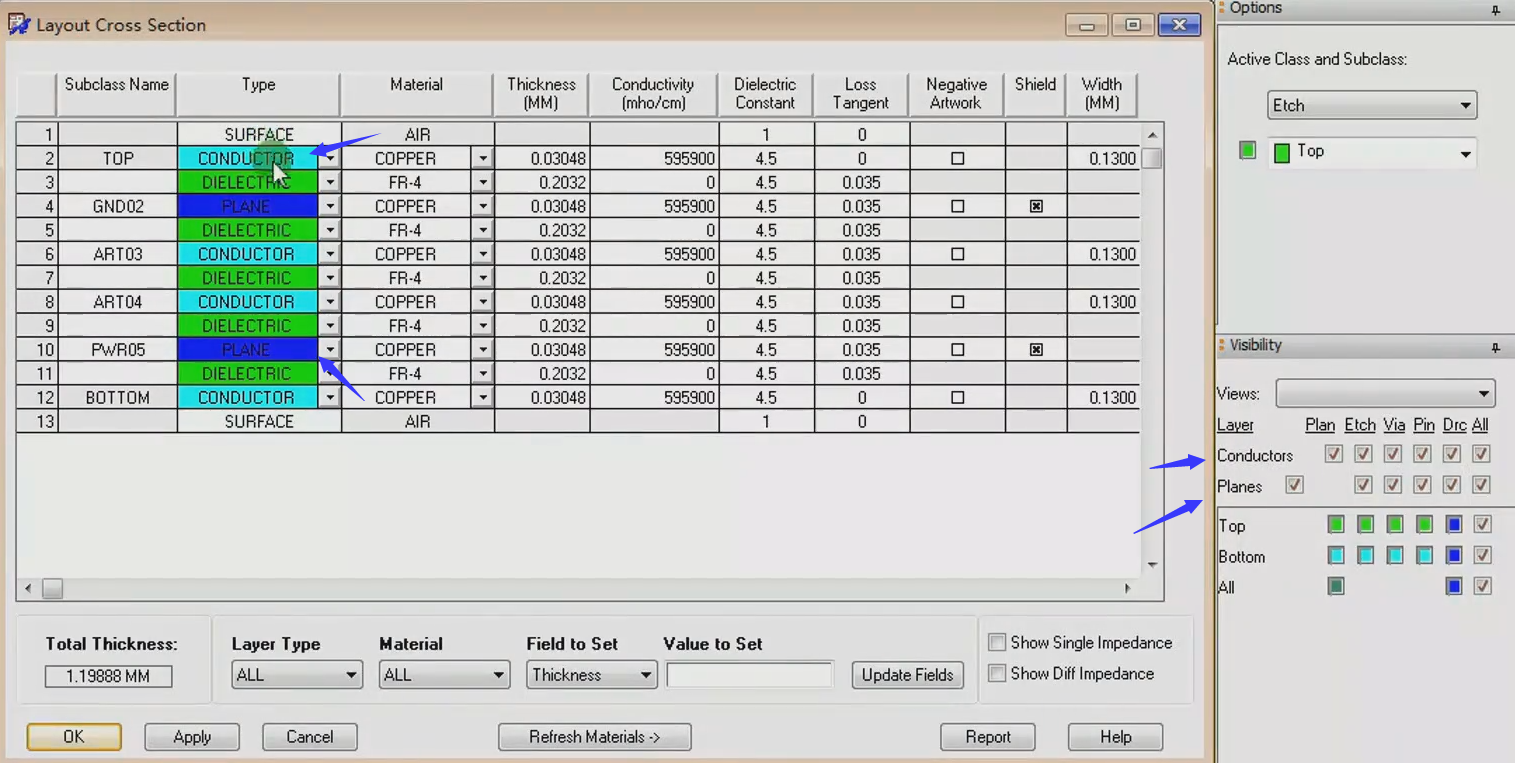 Layout Cross Section
Subclass Name Type Material Thickness (MM) Conductivity (mho/cm) Dielectric Constant Loss Tangent Negative Artwork Shield Width (MM)
1 SURFACE AIR 1 0
2 TOP CONDUCTOR COPPER 0.03048 595900 4.5 0 0.1300
3 DIELECTRIC FR-4 0.2032 0 4.5 0.035
4 GND02 PLANE COPPER 0.03048 595900 4.5 0.035
5 DIELECTRIC FR-4 0.2032 0 4.5 0.035
6 ART03 CONDUCTOR COPPER 0.03048 595900 4.5 0.035 0.1300
7 DIELECTRIC FR-4 0.2032 0 4.5 0.035
8 ART04 CONDUCTOR COPPER 0.03048 595900 4.5 0.035 0.1300
9 DIELECTRIC FR-4 0.2032 0 4.5 0.035
10 PWR05 PLANE COPPER 0.03048 595900 4.5 0.035
11 DIELECTRIC FR-4 0.2032 0 4.5 0.035
12 BOTTOM CONDUCTOR COPPER 0.03048 595900 4.5 0 0.1300
13 SURFACE AIR 1 0
Total Thickness:
1.19888 MM
Layer Type Material Field to Set Value to Set
ALL ALL Thickness Update Fields
Show Single Impedance
Show Diff Impedance
OK Apply Cancel Refresh Materials -> Report Help
Options
Active Class and Subclass:
Etch
Top
Visibility
Views:
Layer Plan Etch Via Pin Drc All
Conductors
Planes
Top
Bottom
All